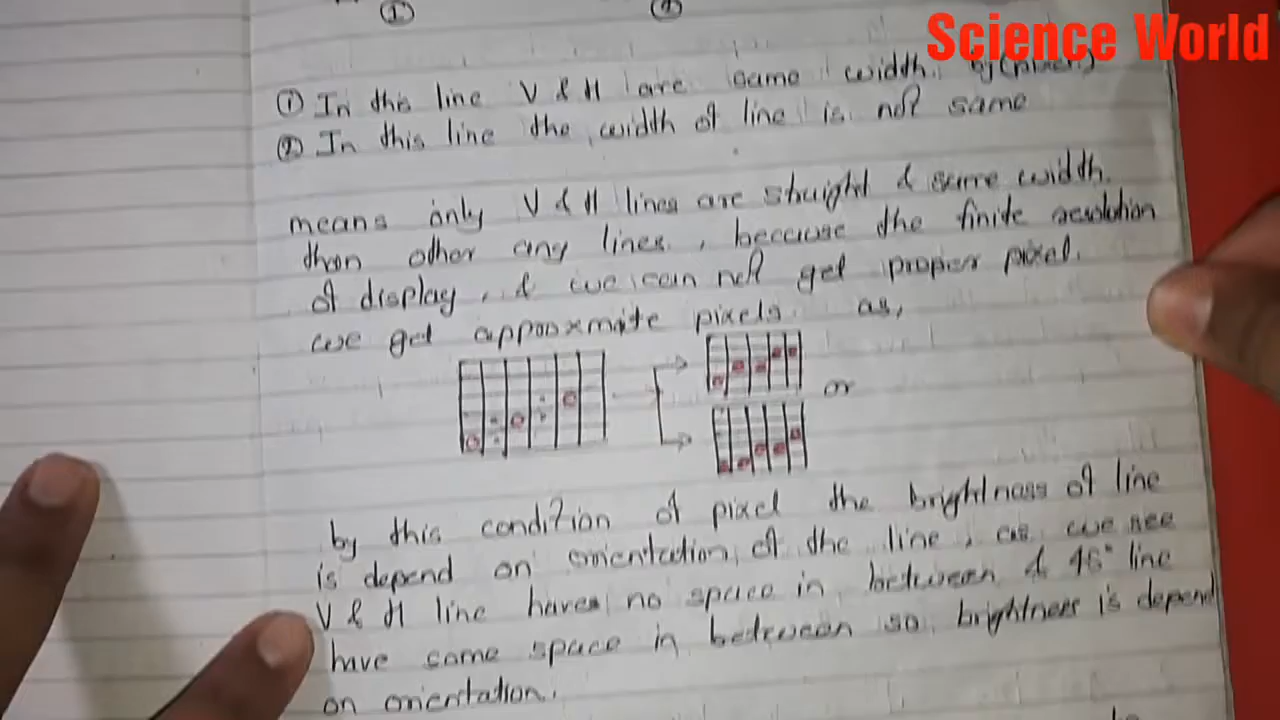 ① ②
Science World
① In this line V & H are same width. of (pixel)
② In this line the width of line is not same
means only V & H lines are straight & same width.
than other any lines, because the finite resolution
of display, & we can not get proper pixel.
we get approxmate pixels. as,
or
by this condition of pixel the brightness of line
is depend on orientation of the line, as we see
V & H line haves no space in between & 45° line
have some space in between so brightness is depend
on orientation.